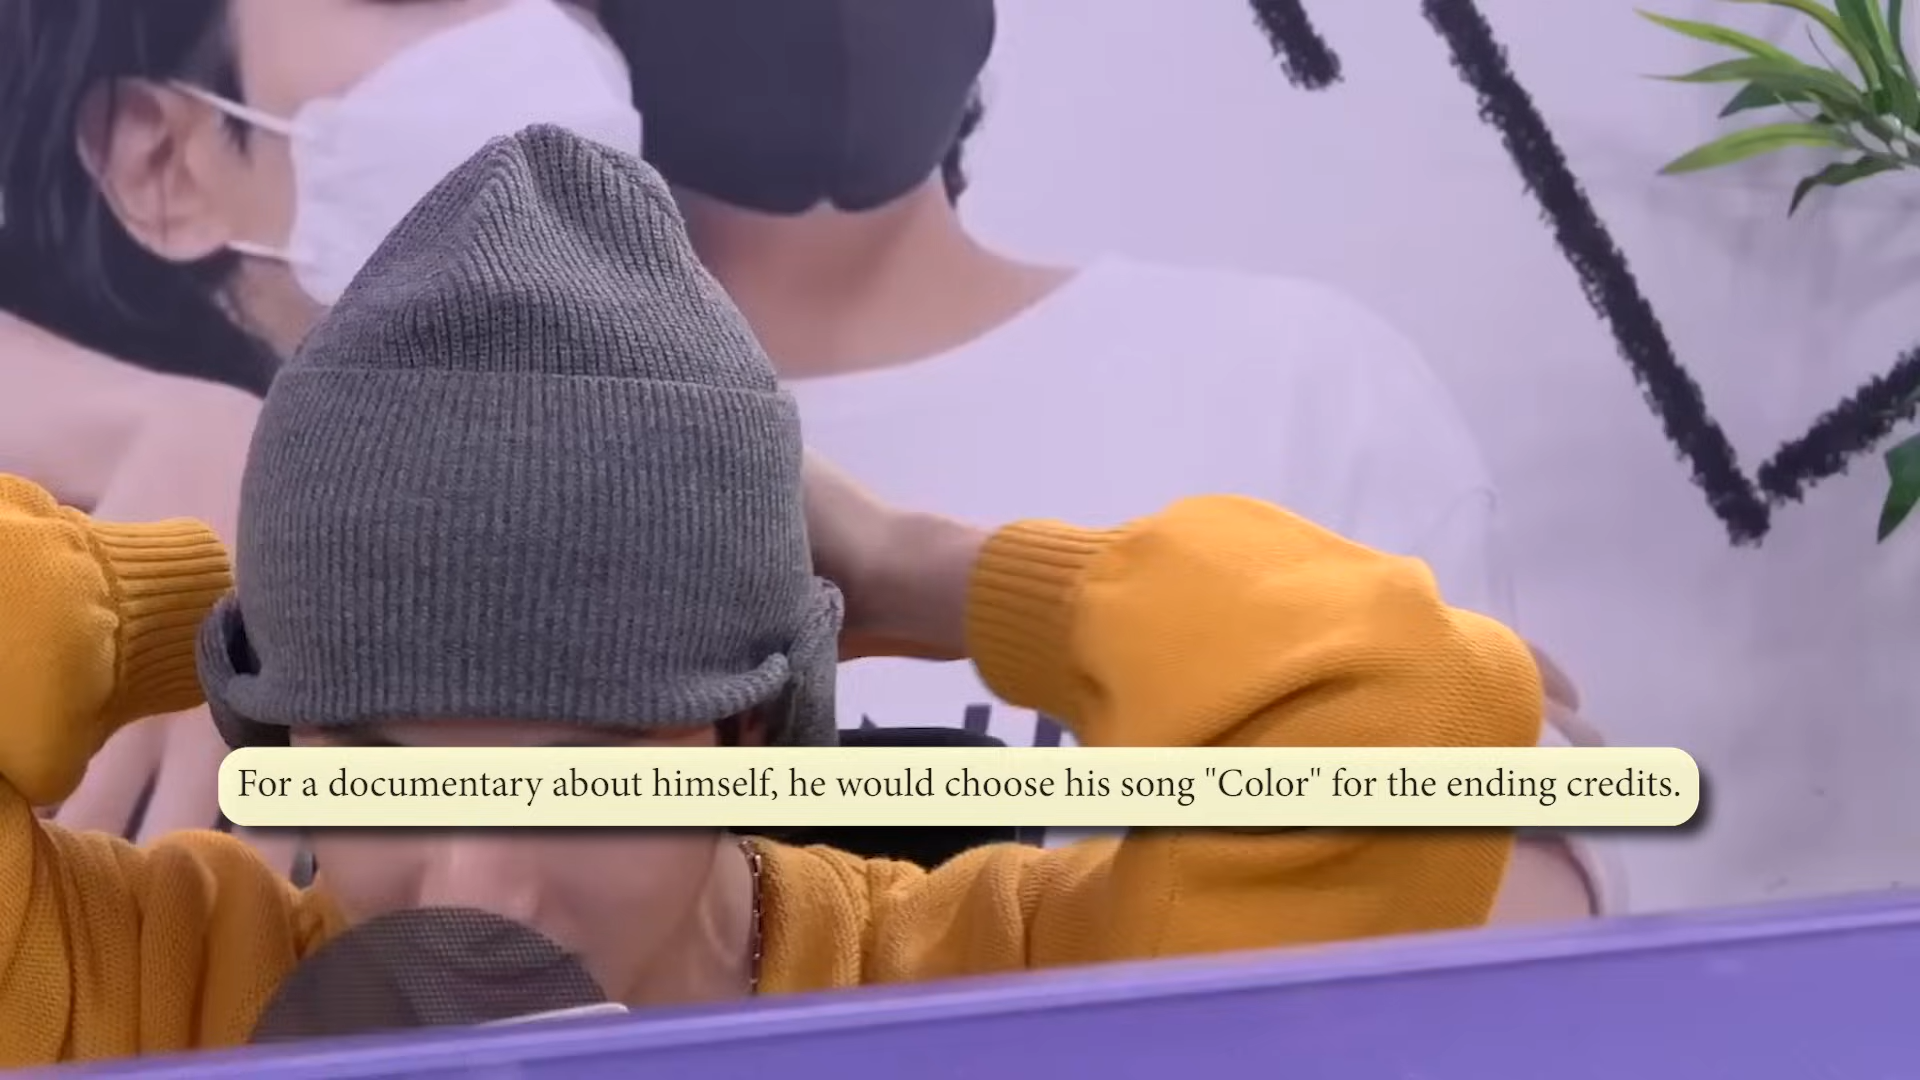 For a documentary about himself, he would choose his song "Color" for the ending credits.